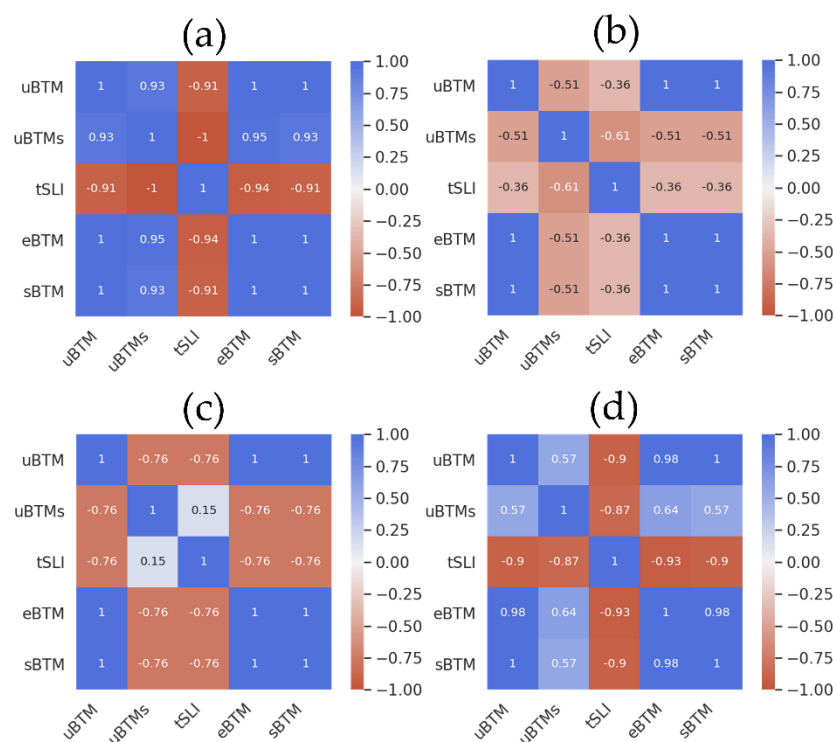 (a)
uBTM 1 0.93 -0.91 1 1 1.00
0.75
uBTMs 0.93 1 -1 0.95 0.93 0.50
0.25
tSLI -0.91 -1 1 -0.94 -0.91 0.00
−0.25
eBTM 1 0.95 -0.94 1 1 −0.50
−0.75
sBTM 1 0.93 -0.91 1 1 −1.00
uBTM uBTMs tSLI eBTM sBTM
(b)
uBTM 1 -0.51 -0.36 1 1 1.00
0.75
uBTMs -0.51 1 -0.61 -0.51 -0.51 0.50
0.25
tSLI -0.36 -0.61 1 -0.36 -0.36 0.00
−0.25
eBTM 1 -0.51 -0.36 1 1 −0.50
−0.75
sBTM 1 -0.51 -0.36 1 1 −1.00
uBTM uBTMs tSLI eBTM sBTM
(c)
uBTM 1 -0.76 -0.76 1 1 1.00
0.75
uBTMs -0.76 1 0.15 -0.76 -0.76 0.50
0.25
tSLI -0.76 0.15 1 -0.76 -0.76 0.00
−0.25
eBTM 1 -0.76 -0.76 1 1 −0.50
−0.75
sBTM 1 -0.76 -0.76 1 1 −1.00
uBTM uBTMs tSLI eBTM sBTM
(d)
uBTM 1 0.57 -0.9 0.98 1 1.00
0.75
uBTMs 0.57 1 -0.87 0.64 0.57 0.50
0.25
tSLI -0.9 -0.87 1 -0.93 -0.9 0.00
−0.25
eBTM 0.98 0.64 -0.93 1 0.98 −0.50
−0.75
sBTM 1 0.57 -0.9 0.98 1 −1.00
uBTM uBTMs tSLI eBTM sBTM